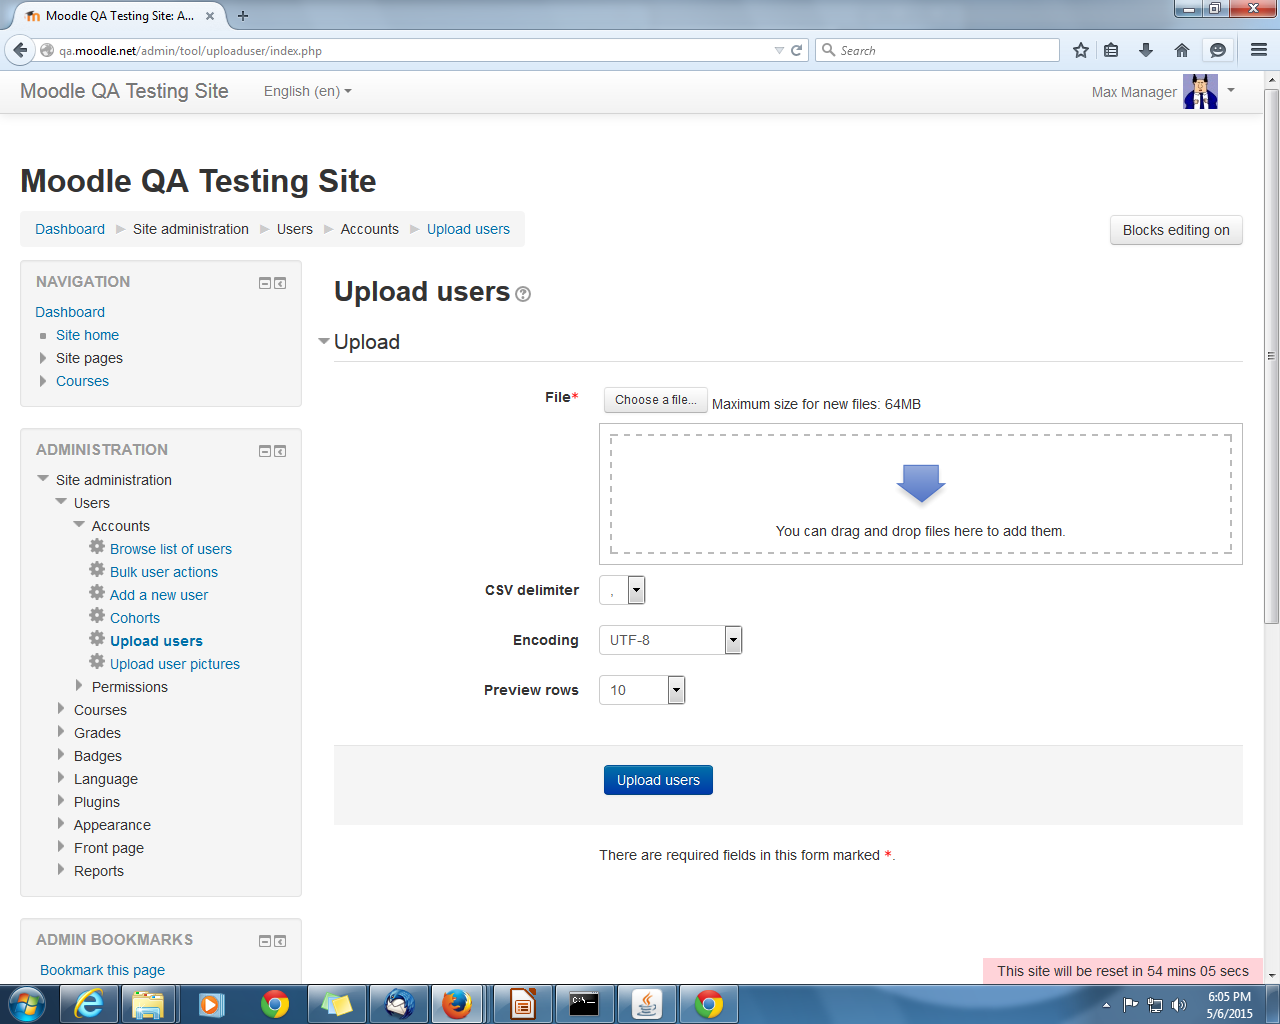 Moodle QA Testing Site: A...
qa.moodle.net/admin/tool/uploaduser/index.php
Search
Moodle QA Testing Site
English (en)
Max Manager
Moodle QA Testing Site
Dashboard Site administration Users Accounts Upload users
Blocks editing on
NAVIGATION
Dashboard
Site home
Site pages
Courses
ADMINISTRATION
Site administration
Users
Accounts
Browse list of users
Bulk user actions
Add a new user
Cohorts
Upload users
Upload user pictures
Permissions
Courses
Grades
Badges
Language
Plugins
Appearance
Front page
Reports
ADMIN BOOKMARKS
Bookmark this page
Upload users
Upload
File*
Choose a file...
Maximum size for new files: 64MB
You can drag and drop files here to add them.
CSV delimiter ,
Encoding UTF-8
Preview rows 10
Upload users
There are required fields in this form marked *.
This site will be reset in 54 mins 05 secs
C:\.
6:05 PM
5/6/2015